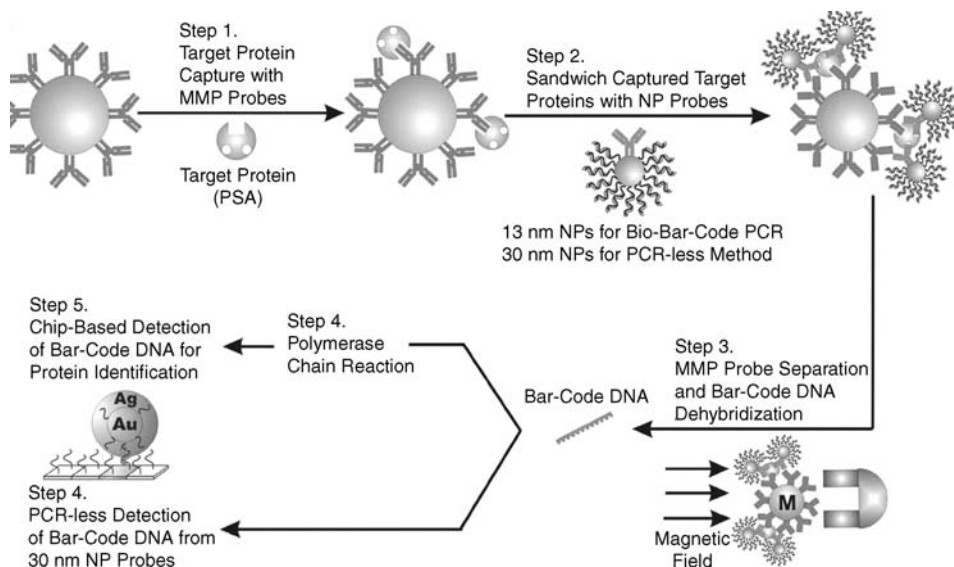 Step 1.
Target Protein
Capture with
MMP Probes
Target Protein
(PSA)
Step 2.
Sandwich Captured Target
Proteins with NP Probes
13 nm NPs for Bio-Bar-Code PCR
30 nm NPs for PCR-less Method
Step 3.
MMP Probe Separation
and Bar-Code DNA
Dehybridization
M
Magnetic
Field
Bar-Code DNA
Step 4.
Polymerase
Chain Reaction
Step 5.
Chip-Based Detection
of Bar-Code DNA for
Protein Identification
Ag
Au
Step 4.
PCR-less Detection
of Bar-Code DNA from
30 nm NP Probes